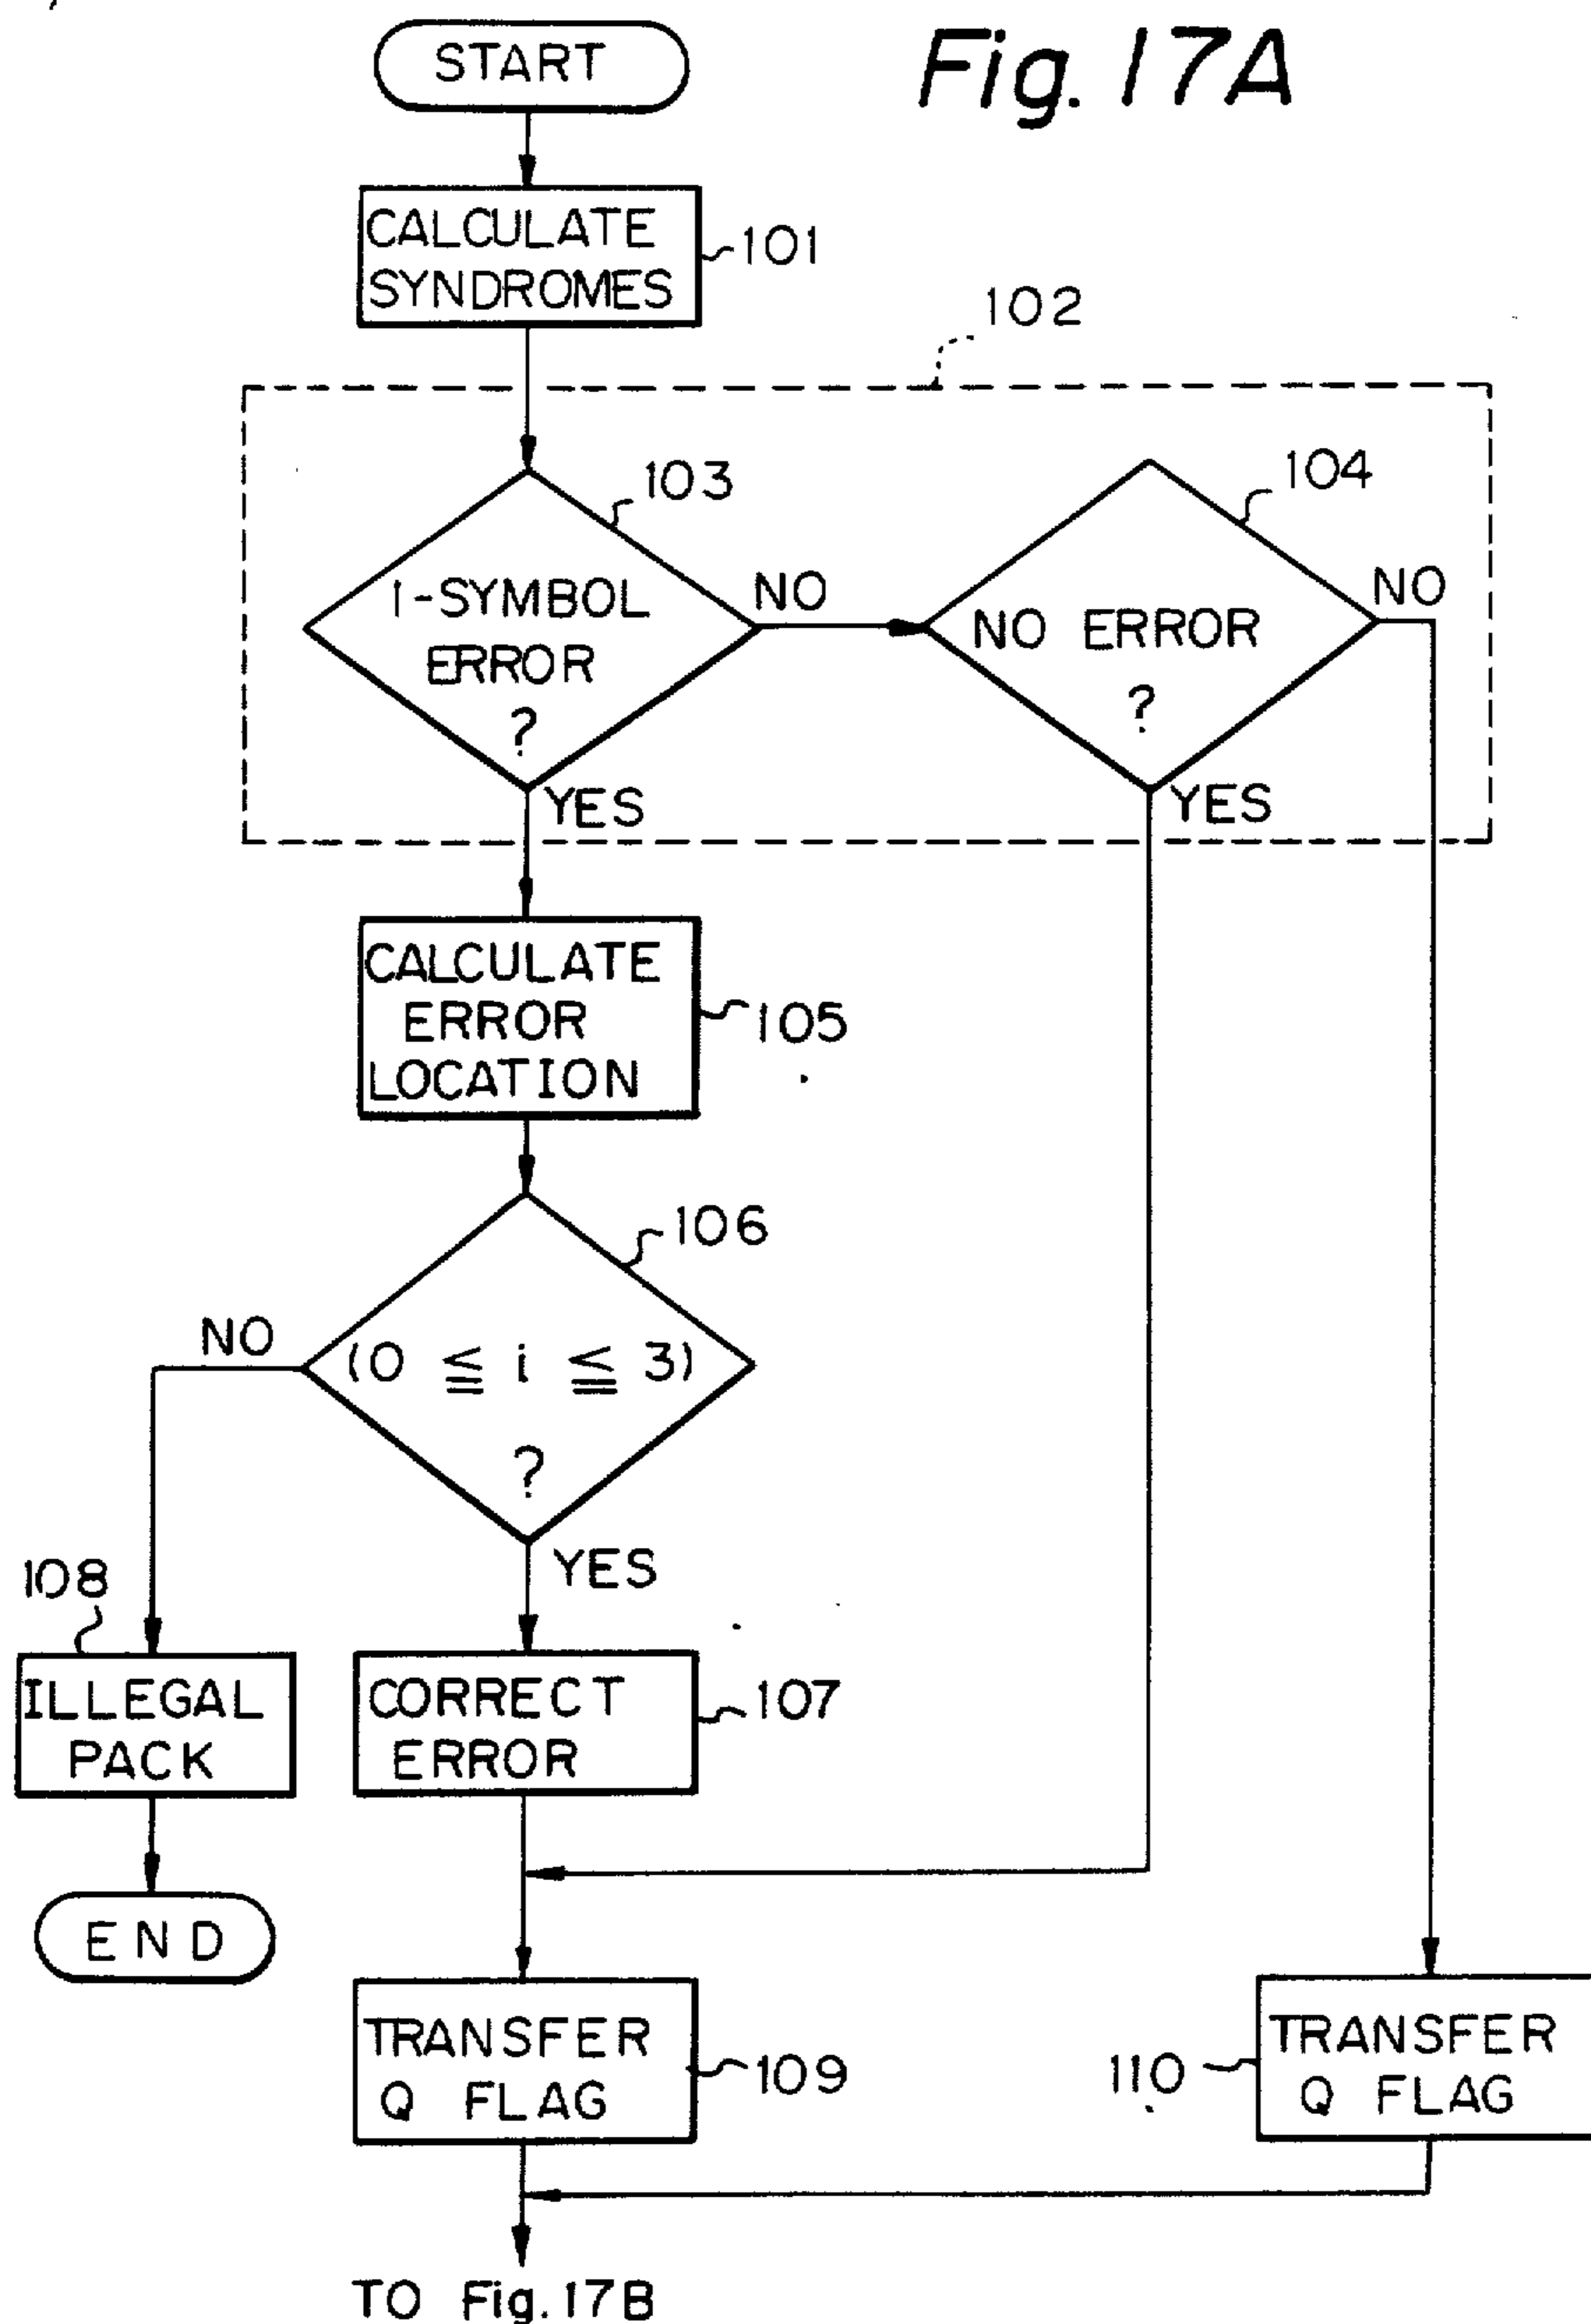 START
Fig. 17A
CALCULATE
SYNDROMES
101
102
103
104
1-SYMBOL
ERROR
?
NO
NO ERROR
?
NO
YES
YES
CALCULATE
ERROR
LOCATION
105
106
NO
(0 ≦ i ≦ 3)
?
YES
108
ILLEGAL
PACK
CORRECT
ERROR
107
END
TRANSFER
Q FLAG
109
110
TRANSFER
Q FLAG
TO Fig. 17B